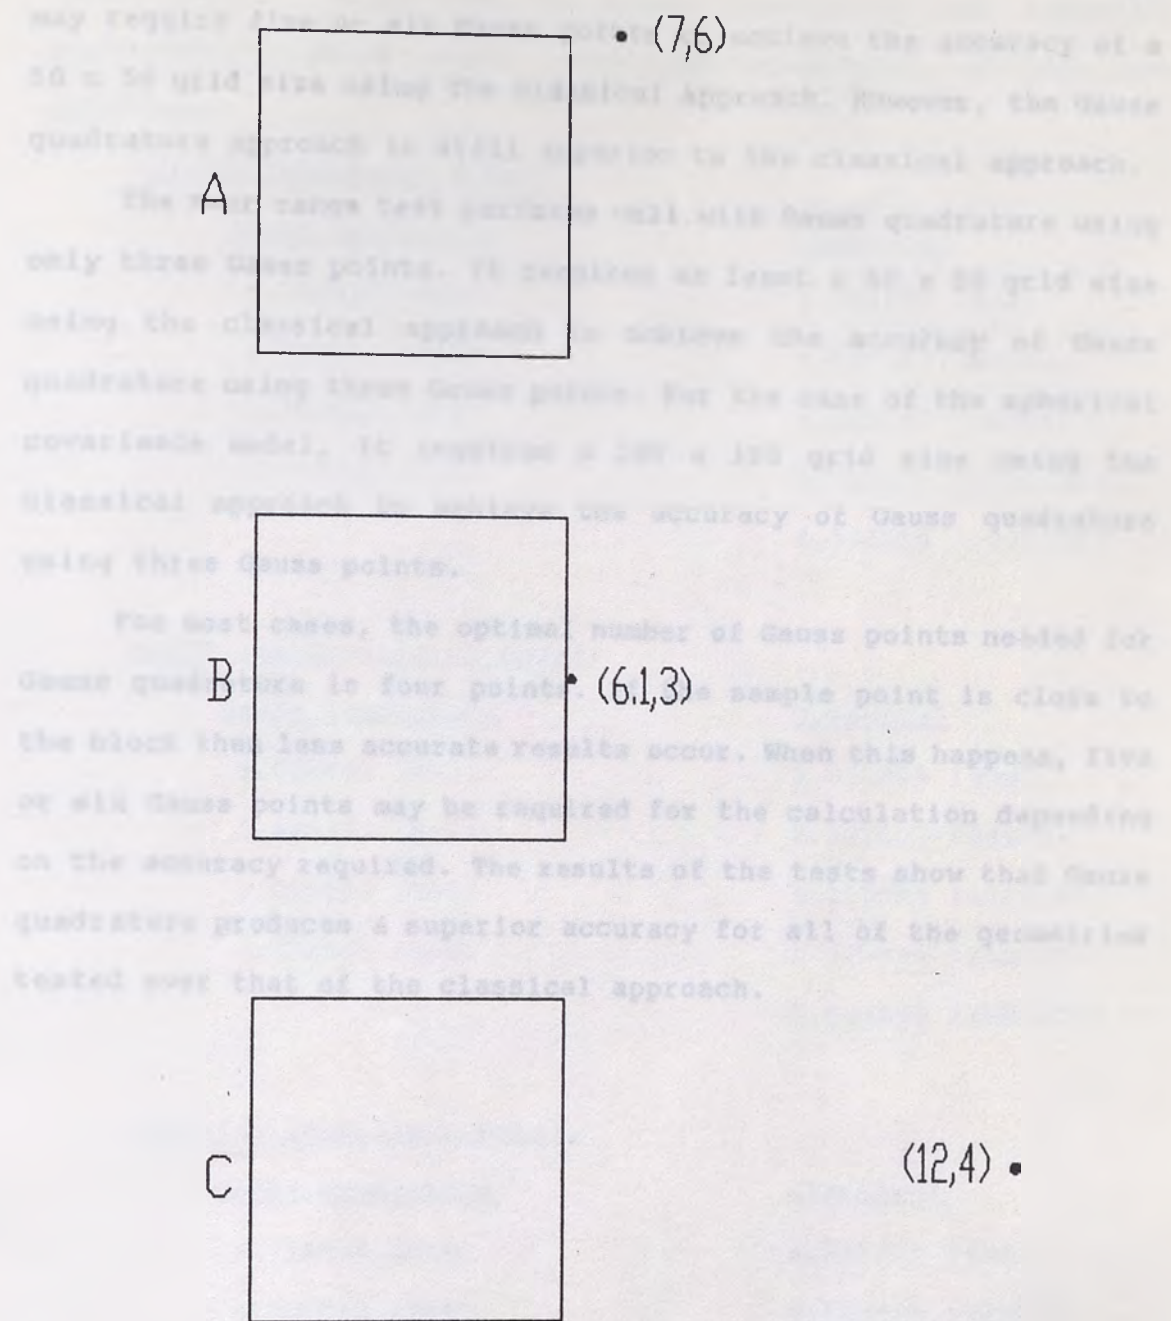 (7,6)
may require five or six Gauss points to achieve the accuracy of a
50 x 50 grid size using the classical approach. However, the Gauss
quadrature approach is still superior to the classical approach.
A
The near range test performs well with Gauss quadrature using
only three Gauss points. It requires at least a grid size
using the classical approach to achieve the accuracy of Gauss
quadrature using three Gauss points. For the case of the spherical
covariance model, it requires a grid size using the
classical approach to achieve the accuracy of Gauss quadrature
using three Gauss points.
For most cases, the optimal number of Gauss points needed for
B
(6.1,3)
Gauss quadrature is four points. If the sample point is close to
the block then less accurate results occur. When this happens, five
or six Gauss points may be required for the calculation depending
on the accuracy required. The results of the tests show that Gauss
quadrature produces a superior accuracy for all of the geometries
tested over that of the classical approach.
C
(12,4)